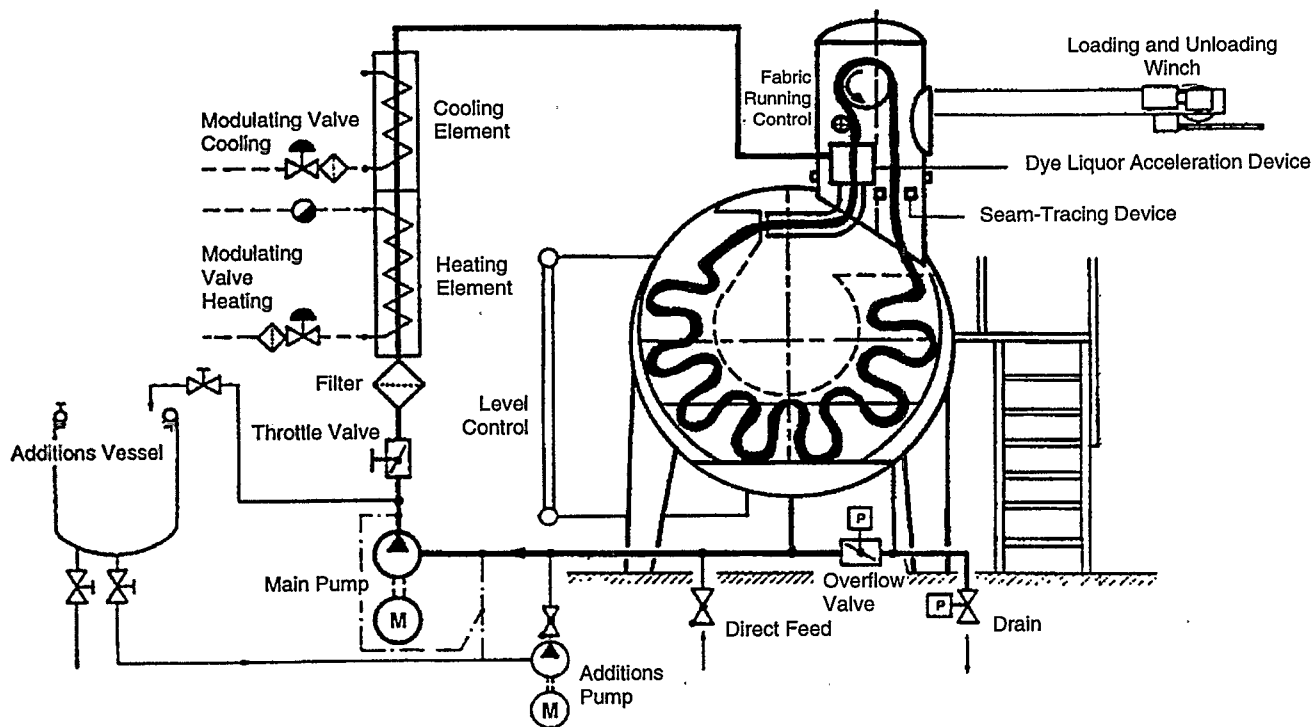 Loading and Unloading
Winch
Fabric
Running
Control
Cooling
Element
Modulating Valve
Cooling
Dye Liquor Acceleration Device
Seam-Tracing Device
Modulating
Valve
Heating
Heating
Element
Filter
Level
Control
Throttle Valve
Additions Vessel
P
Main Pump
M
Overflow
Valve
P
Direct Feed
Drain
Additions
Pump
M